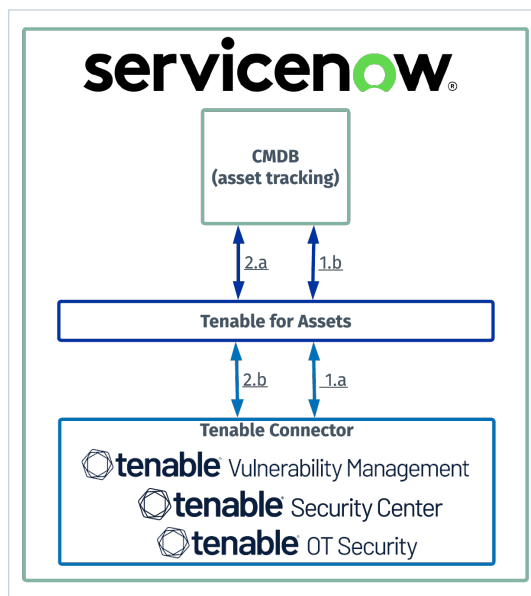 servicenow®
CMDB
(asset tracking)
2.a 1.b
Tenable for Assets
2.b 1.a
Tenable Connector
tenable® Vulnerability Management
tenable® Security Center
tenable® OT Security